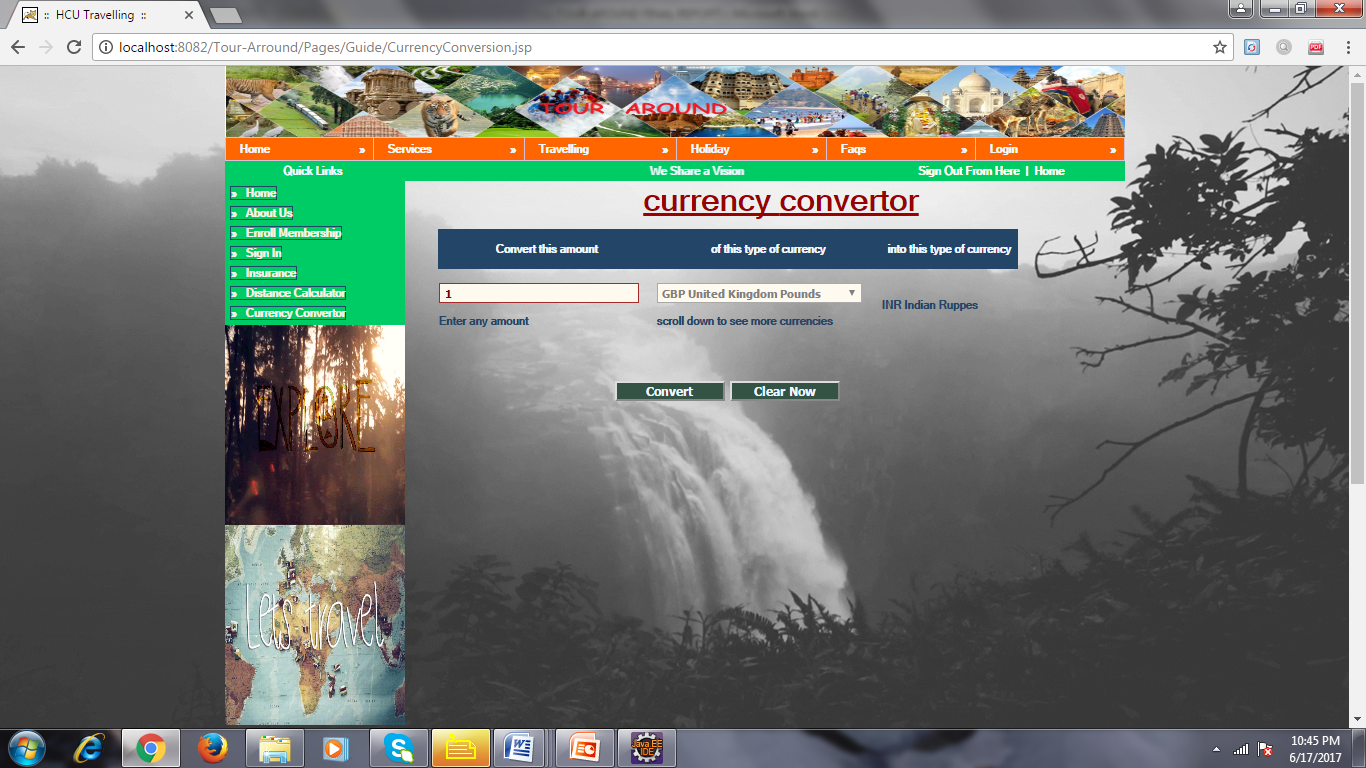 :: HCU Travelling ::
localhost:8082/Tour-Arround/Pages/Guide/CurrencyConversion.jsp
PDF
TOUR AROUND
Home » Services » Travelling » Holiday » Faqs » Login »
Quick Links We Share a Vision Sign Out From Here | Home
» Home
» About Us
» Enroll Membership
» Sign In
» Insurance
» Distance Calculator
» Currency Convertor
currency convertor
Convert this amount of this type of currency into this type of currency
1 GBP United Kingdom Pounds INR Indian Ruppes
Enter any amount scroll down to see more currencies
Convert Clear Now
EXPLORE
Lets travel
Java EE
IDE
10:45 PM
6/17/2017